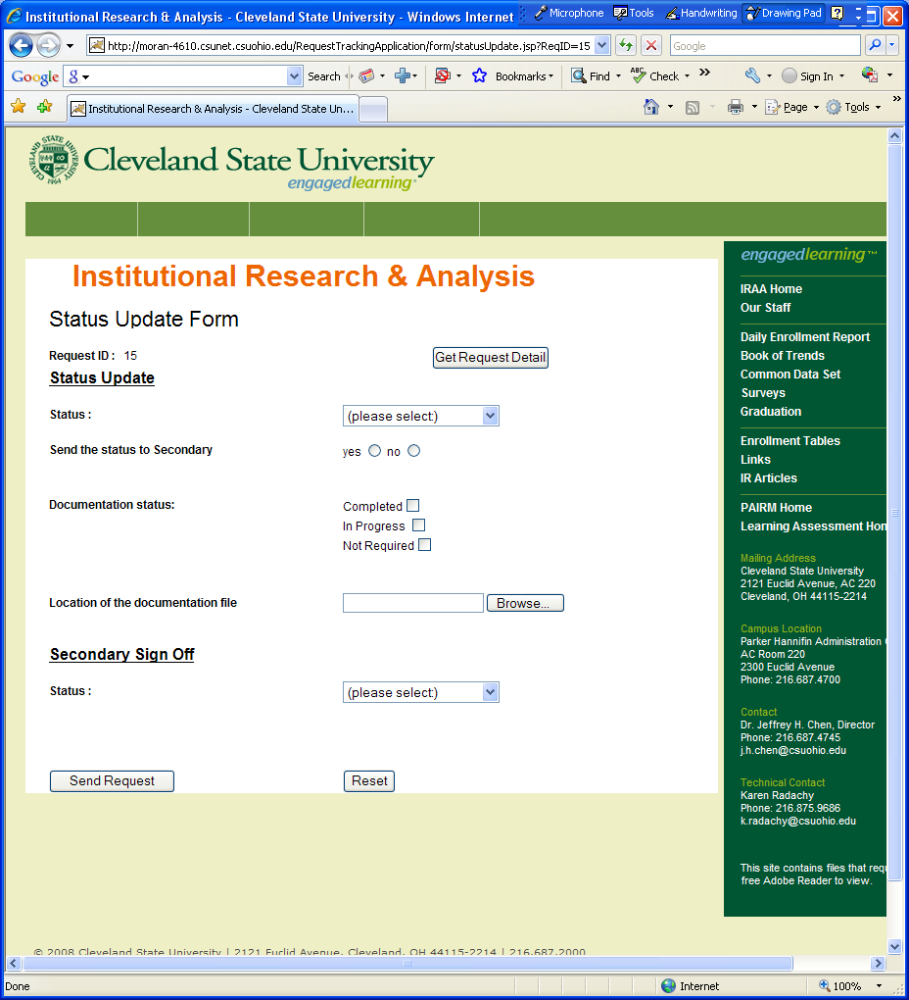 Institutional Research & Analysis - Cleveland State University - Windows Internet
Microphone Tools Handwriting Drawing Pad
http://moran-4610.csunet.csuohio.edu/RequestTrackingApplication/form/statusUpdate.jsp?ReqID=15
Google
Google Search Bookmarks Find Check Sign In
Institutional Research & Analysis - Cleveland State Un...
Page Tools
Cleveland State University
engagedlearning™
Institutional Research & Analysis
Status Update Form
Request ID : 15
Get Request Detail
Status Update
Status :
(please select:)
Send the status to Secondary
yes no
Documentation status:
Completed
In Progress
Not Required
Location of the documentation file
Browse...
Secondary Sign Off
Status :
(please select:)
Send Request
Reset
engagedlearning™
IRAA Home
Our Staff
Daily Enrollment Report
Book of Trends
Common Data Set
Surveys
Graduation
Enrollment Tables
Links
IR Articles
PAIRM Home
Learning Assessment Hom
Mailing Address
Cleveland State University
2121 Euclid Avenue, AC 220
Cleveland, OH 44115-2214
Campus Location
Parker Hannifin Administration
AC Room 220
2300 Euclid Avenue
Phone: 216.687.4700
Contact
Dr. Jeffrey H. Chen, Director
Phone: 216.687.4745
j.h.chen@csuohio.edu
Technical Contact
Karen Radachy
Phone: 216.875.9686
k.radachy@csuohio.edu
This site contains files that requ
free Adobe Reader to view.
© 2008 Cleveland State University | 2121 Euclid Avenue, Cleveland, OH 44115-2214 | 216.687.2000
Done
Internet
100%